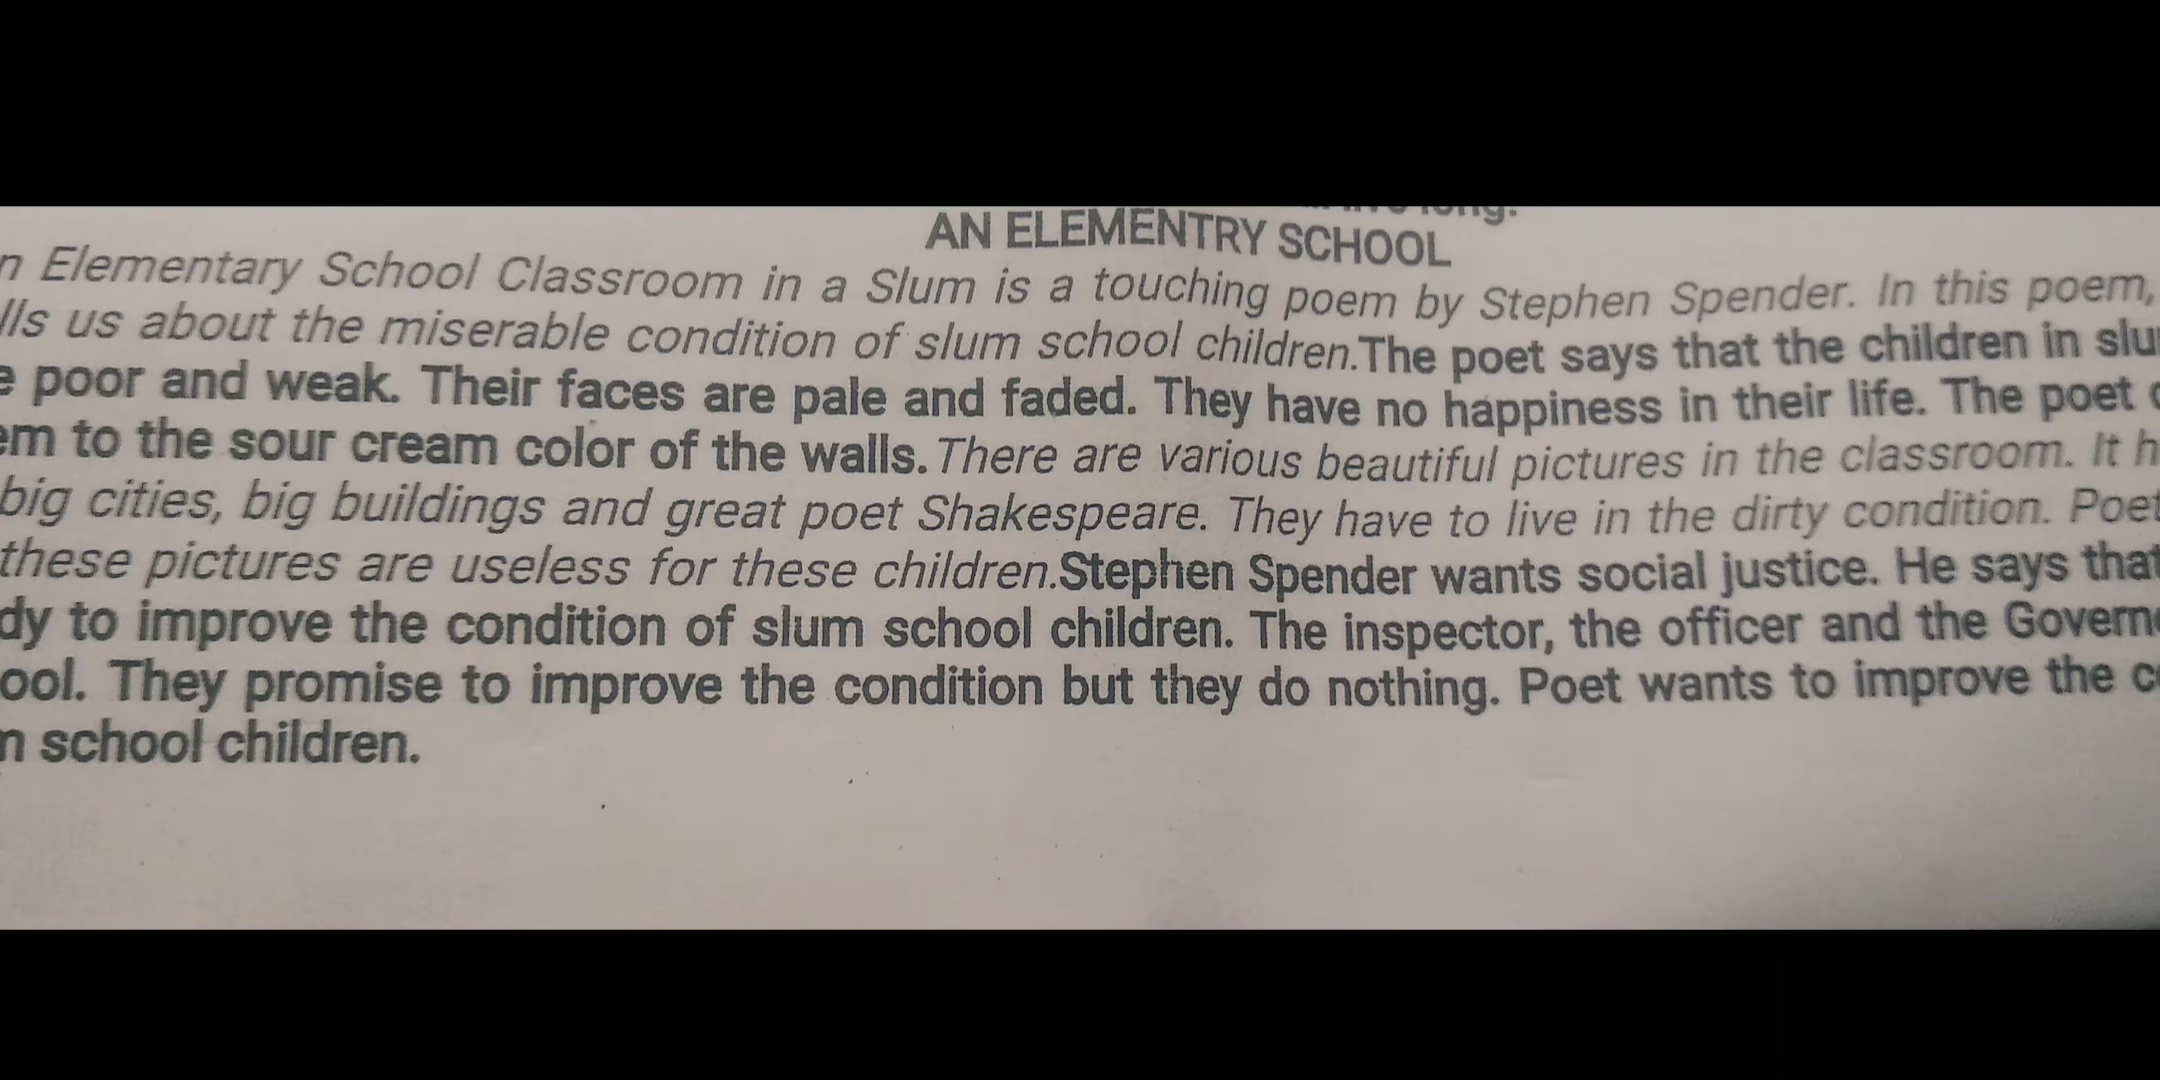 long.
AN ELEMENTRY SCHOOL
Elementary School Classroom in a Slum is a touching poem by Stephen Spender. In this poem,
us about the miserable condition of slum school children.The poet says that the children in
poor and weak. Their faces are pale and faded. They have no happiness in their life. The poet
to the sour cream color of the walls. There are various beautiful pictures in the classroom. It
big cities, big buildings and great poet Shakespeare. They have to live in the dirty condition. Poet
these pictures are useless for these children.Stephen Spender wants social justice. He says that
to improve the condition of slum school children. The inspector, the officer and the
They promise to improve the condition but they do nothing. Poet wants to improve the
school children.